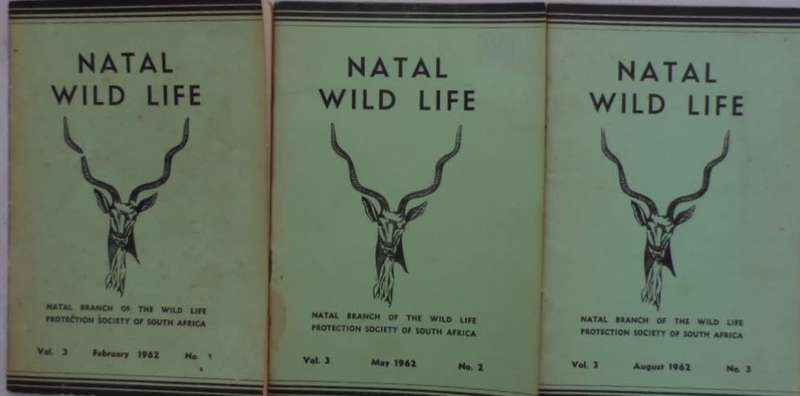 NATAL
WILD LIFE
NATAL BRANCH OF THE WILD LIFE
PROTECTION SOCIETY OF SOUTH AFRICA
Vol. 3 February 1962 No. 1
NATAL
WILD LIFE
NATAL BRANCH OF THE WILD LIFE
PROTECTION SOCIETY OF SOUTH AFRICA
Vol. 3 May 1962 No. 2
NATAL
WILD LIFE
NATAL BRANCH OF THE WILD LIFE
PROTECTION SOCIETY OF SOUTH AFRICA
Vol. 3 August 1962 No. 3